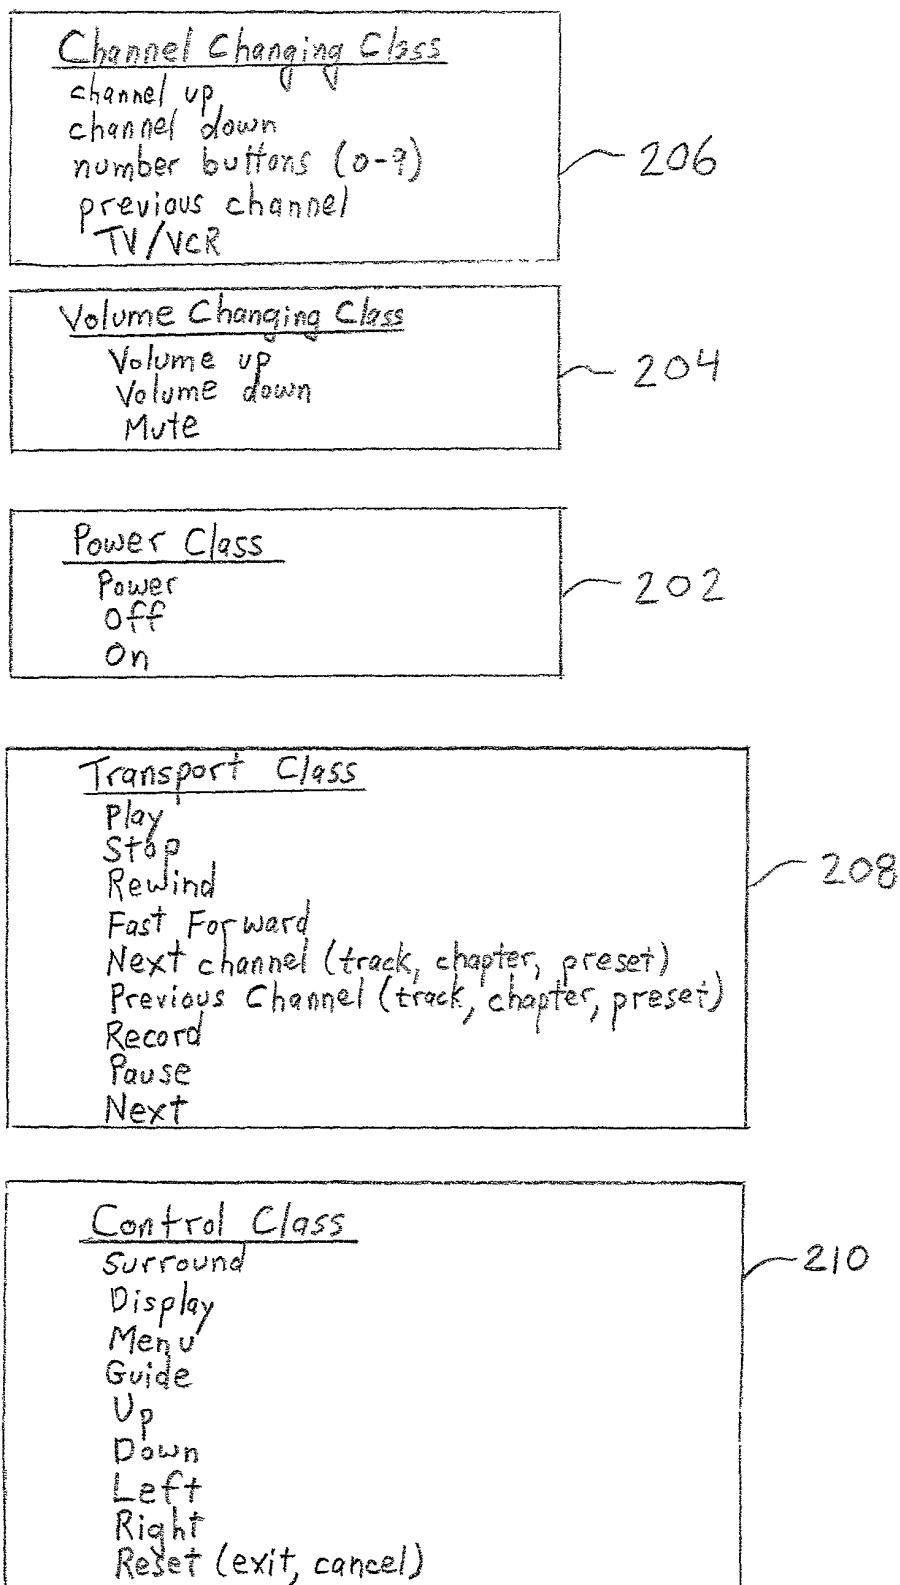 Channel Changing Class
channel up
channel down
number buttons (0-9)
previous channel
TV/VCR
206
Volume Changing Class
Volume up
Volume down
Mute
204
Power Class
Power
Off
On
202
Transport Class
Play
Stop
Rewind
Fast Forward
Next channel (track, chapter, preset)
Previous Channel (track, chapter, preset)
Record
Pause
Next
208
Control Class
Surround
Display
Menu
Guide
Up
Down
Left
Right
Reset (exit, cancel)
210